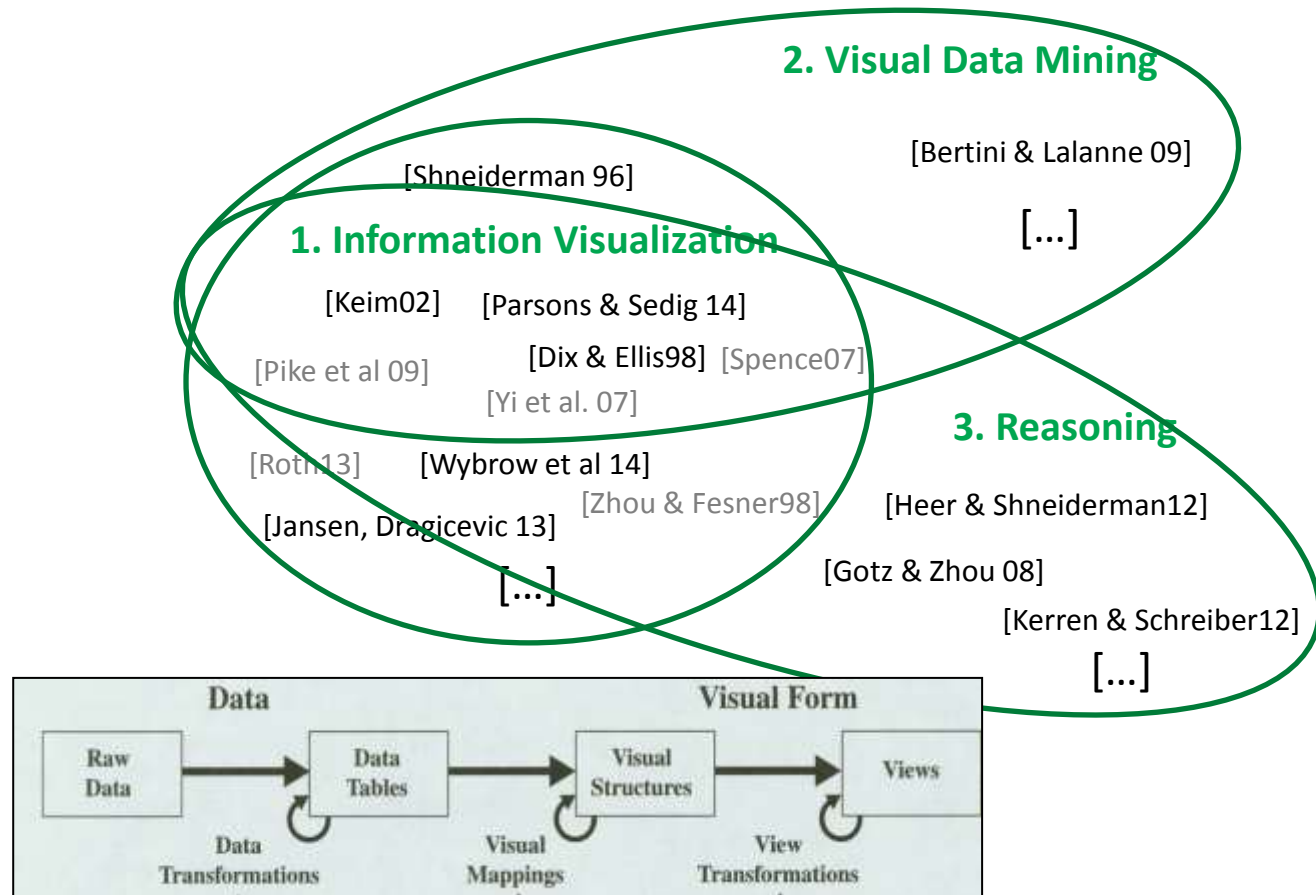 2. Visual Data Mining
[Bertini & Lalanne 09]
[Shneiderman 96]
[...]
1. Information Visualization
[Keim02]
[Parsons & Sedig 14]
[Dix & Ellis98]
[Spence07]
[Pike et al 09]
[Yi et al. 07]
3. Reasoning
[Roth13]
[Wybrow et al 14]
[Zhou & Fesner98]
[Heer & Shneiderman12]
[Jansen, Dragicevic 13]
[Gotz & Zhou 08]
[...]
[Kerren & Schreiber12]
[...]
Data
Visual Form
Raw
Data
Data
Tables
Visual
Structures
Views
Data
Transformations
Visual
Mappings
View
Transformations